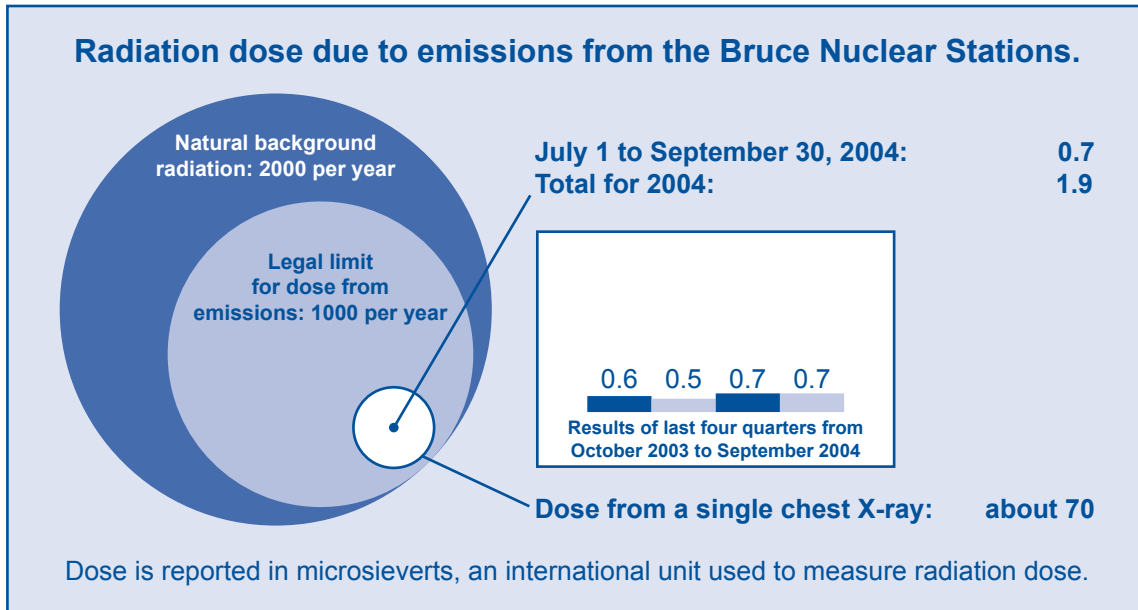 Radiation dose due to emissions from the Bruce Nuclear Stations.
Natural background
radiation: 2000 per year
Legal limit
for dose from
emissions: 1000 per year
July 1 to September 30, 2004: 0.7
Total for 2004: 1.9
0.6 0.5 0.7 0.7
Results of last four quarters from
October 2003 to September 2004
Dose from a single chest X-ray: about 70
Dose is reported in microsieverts, an international unit used to measure radiation dose.